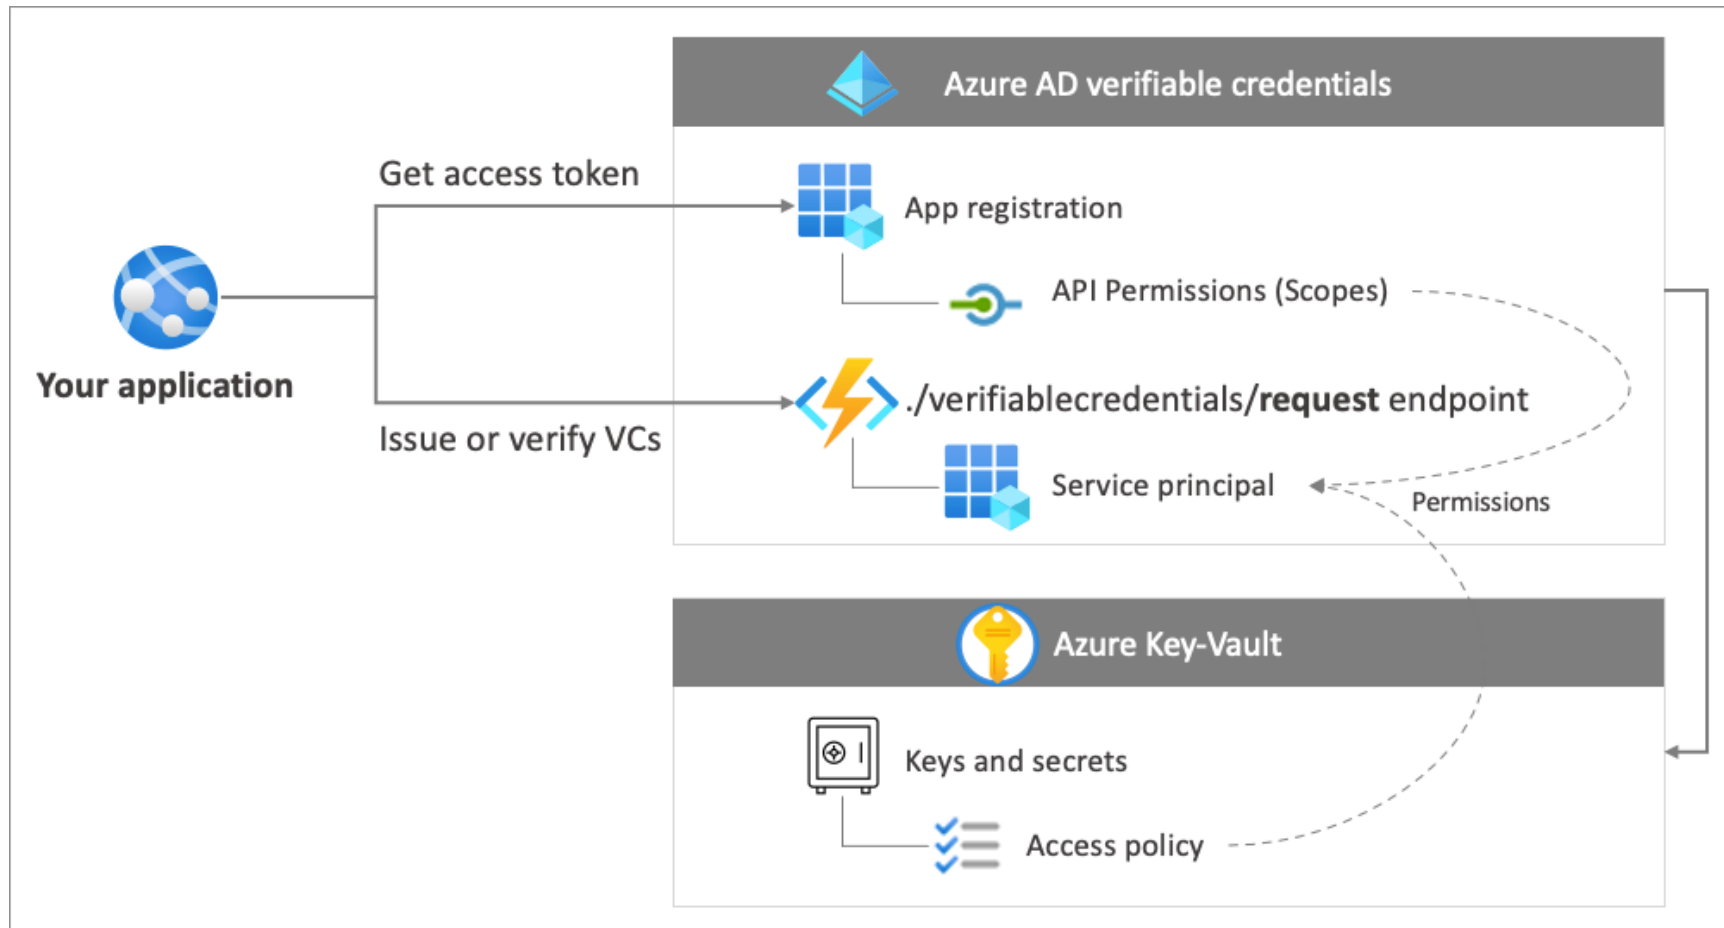 Azure AD verifiable credentials
Get access token
App registration
API Permissions (Scopes)
Your application
./verifiablecredentials/request endpoint
Issue or verify VCs
Service principal
Permissions
Azure Key-Vault
Keys and secrets
Access policy